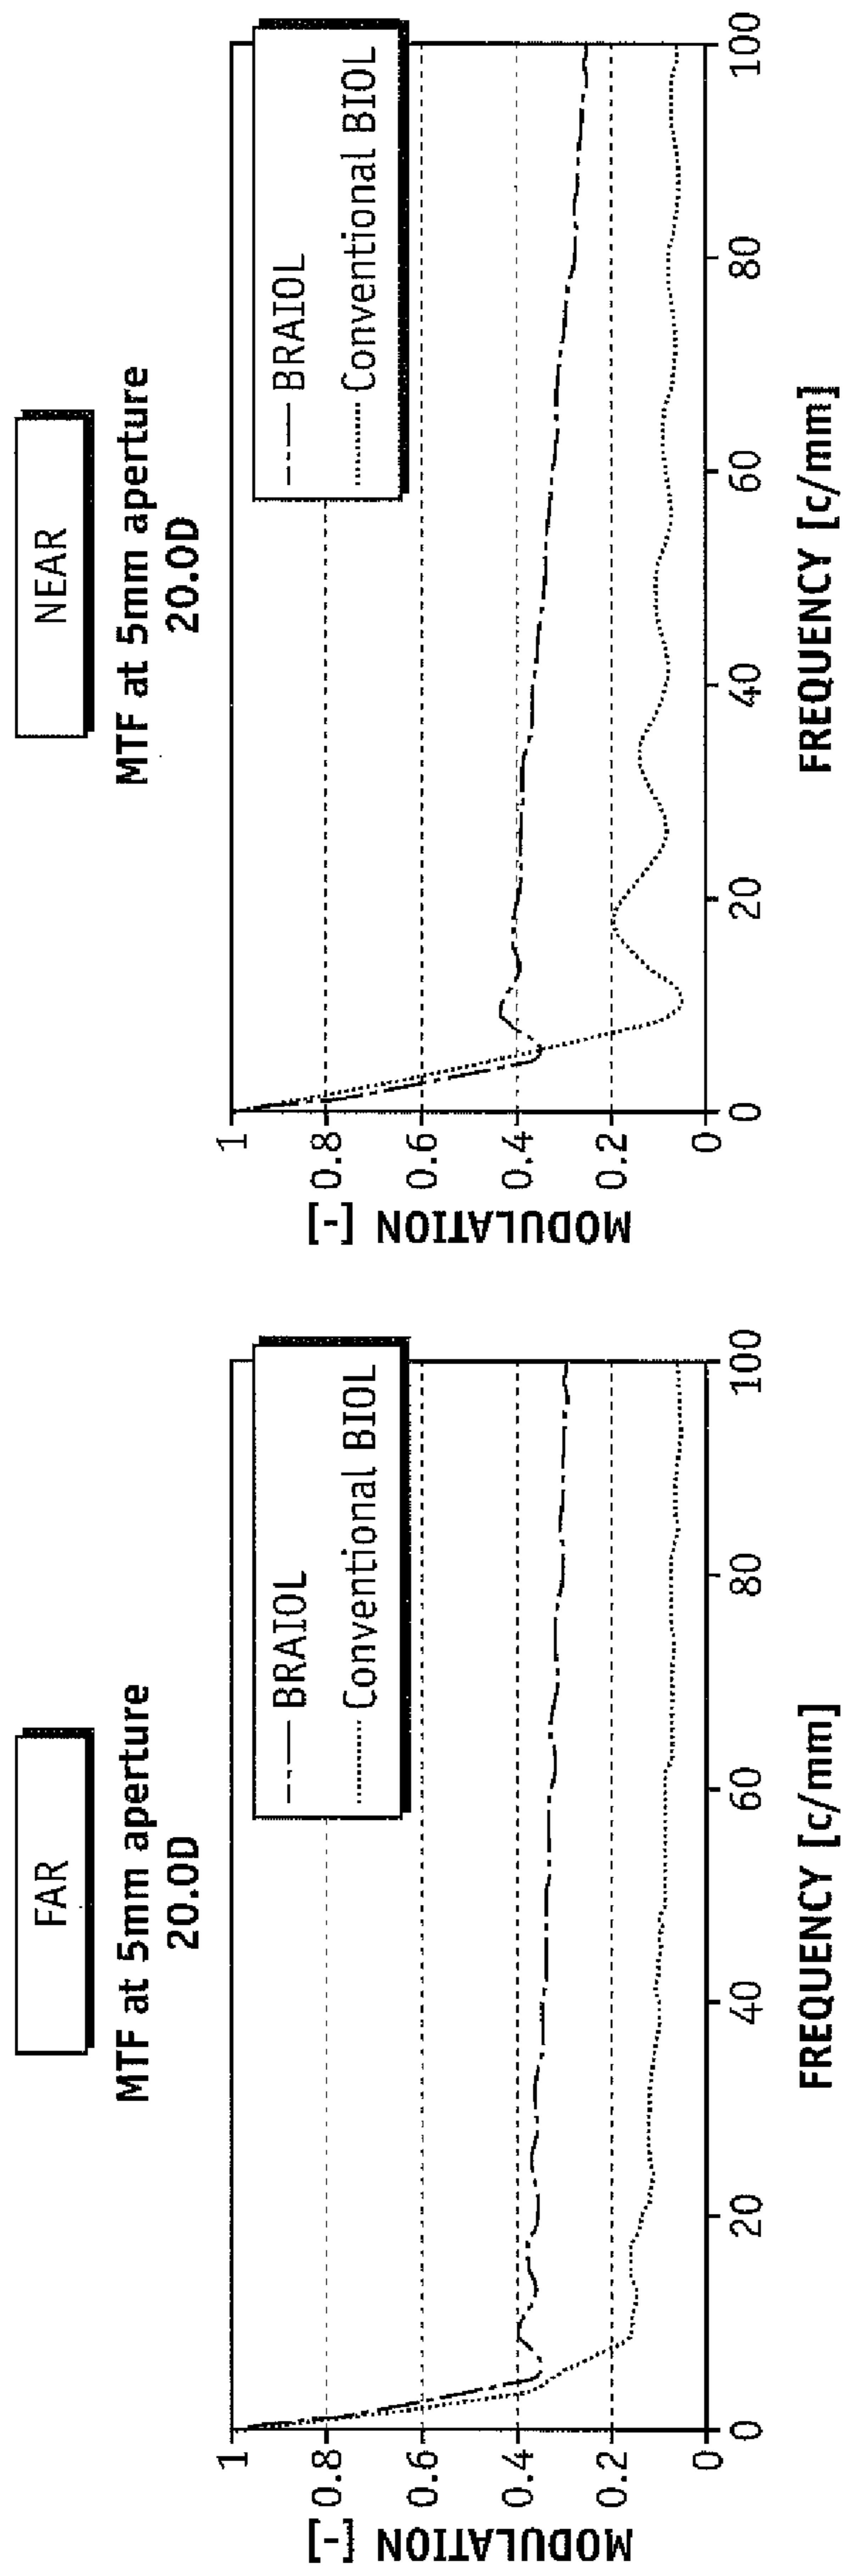 FAR
MTF at 5mm aperture
20.0D
MODULATION [-]
1
0.8
0.6
0.4
0.2
0
BRAIOL
Conventional BIOL
0 20 40 60 80 100
FREQUENCY [c/mm]
NEAR
MTF at 5mm aperture
20.0D
MODULATION [-]
1
0.8
0.6
0.4
0.2
0
BRAIOL
Conventional BIOL
0 20 40 60 80 100
FREQUENCY [c/mm]